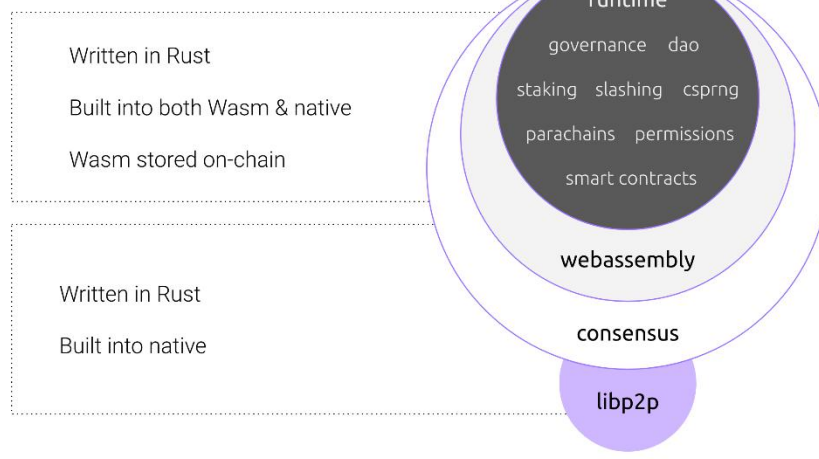 Written in Rust
Built into both Wasm & native
Wasm stored on-chain
Written in Rust
Built into native
runtime
governance dao
staking slashing csprng
parachains permissions
smart contracts
webassembly
consensus
libp2p